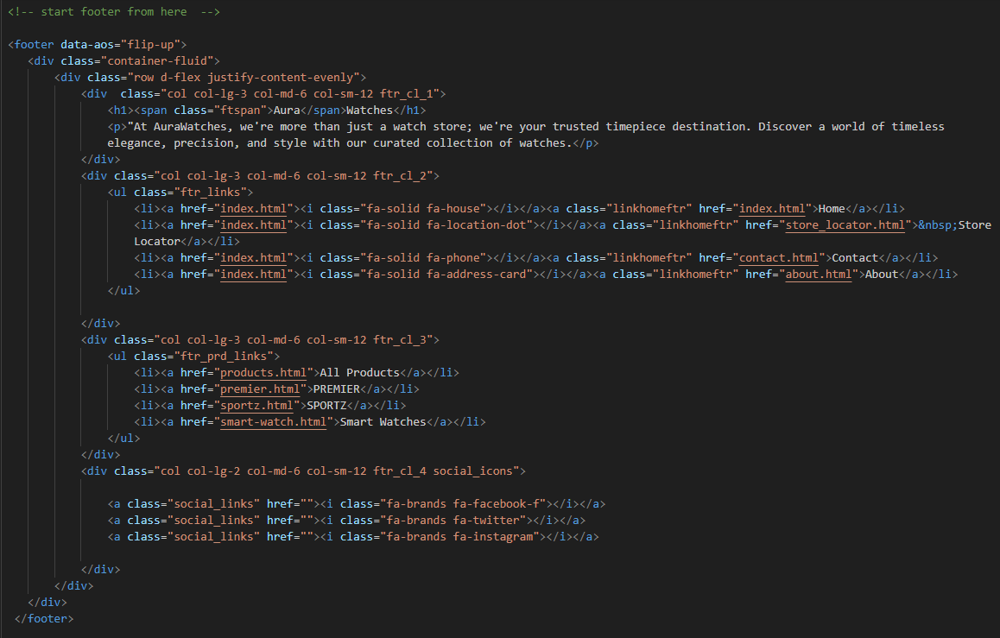 <!-- start footer from here  -->
<footer data-aos="flip-up">
<div class="container-fluid">
<div class="row d-flex justify-content-evenly">
<div  class="col col-lg-3 col-md-6 col-sm-12 ftr_cl_1">
<h1><span class="ftspan">Aura</span>Watches</h1>
<p>"At AuraWatches, we're more than just a watch store; we're your trusted timepiece destination. Discover a world of timeless
elegance, precision, and style with our curated collection of watches.</p>
</div>
<div class="col col-lg-3 col-md-6 col-sm-12 ftr_cl_2">
<ul class="ftr_links">
<li><a href="index.html"><i class="fa-solid fa-house"></i></a><a class="linkhomeftr" href="index.html">Home</a></li>
<li><a href="index.html"><i class="fa-solid fa-location-dot"></i></a><a class="linkhomeftr" href="store_locator.html">&nbsp;Store
Locator</a></li>
<li><a href="index.html"><i class="fa-solid fa-phone"></i></a><a class="linkhomeftr" href="contact.html">Contact</a></li>
<li><a href="index.html"><i class="fa-solid fa-address-card"></i></a><a class="linkhomeftr" href="about.html">About</a></li>
</ul>
</div>
<div class="col col-lg-3 col-md-6 col-sm-12 ftr_cl_3">
<ul class="ftr_prd_links">
<li><a href="products.html">All Products</a></li>
<li><a href="premier.html">PREMIER</a></li>
<li><a href="sportz.html">SPORTZ</a></li>
<li><a href="smart-watch.html">Smart Watches</a></li>
</ul>
</div>
<div class="col col-lg-2 col-md-6 col-sm-12 ftr_cl_4 social_icons">
<a class="social_links" href=""><i class="fa-brands fa-facebook-f"></i></a>
<a class="social_links" href=""><i class="fa-brands fa-twitter"></i></a>
<a class="social_links" href=""><i class="fa-brands fa-instagram"></i></a>
</div>
</div>
</div>
</footer>